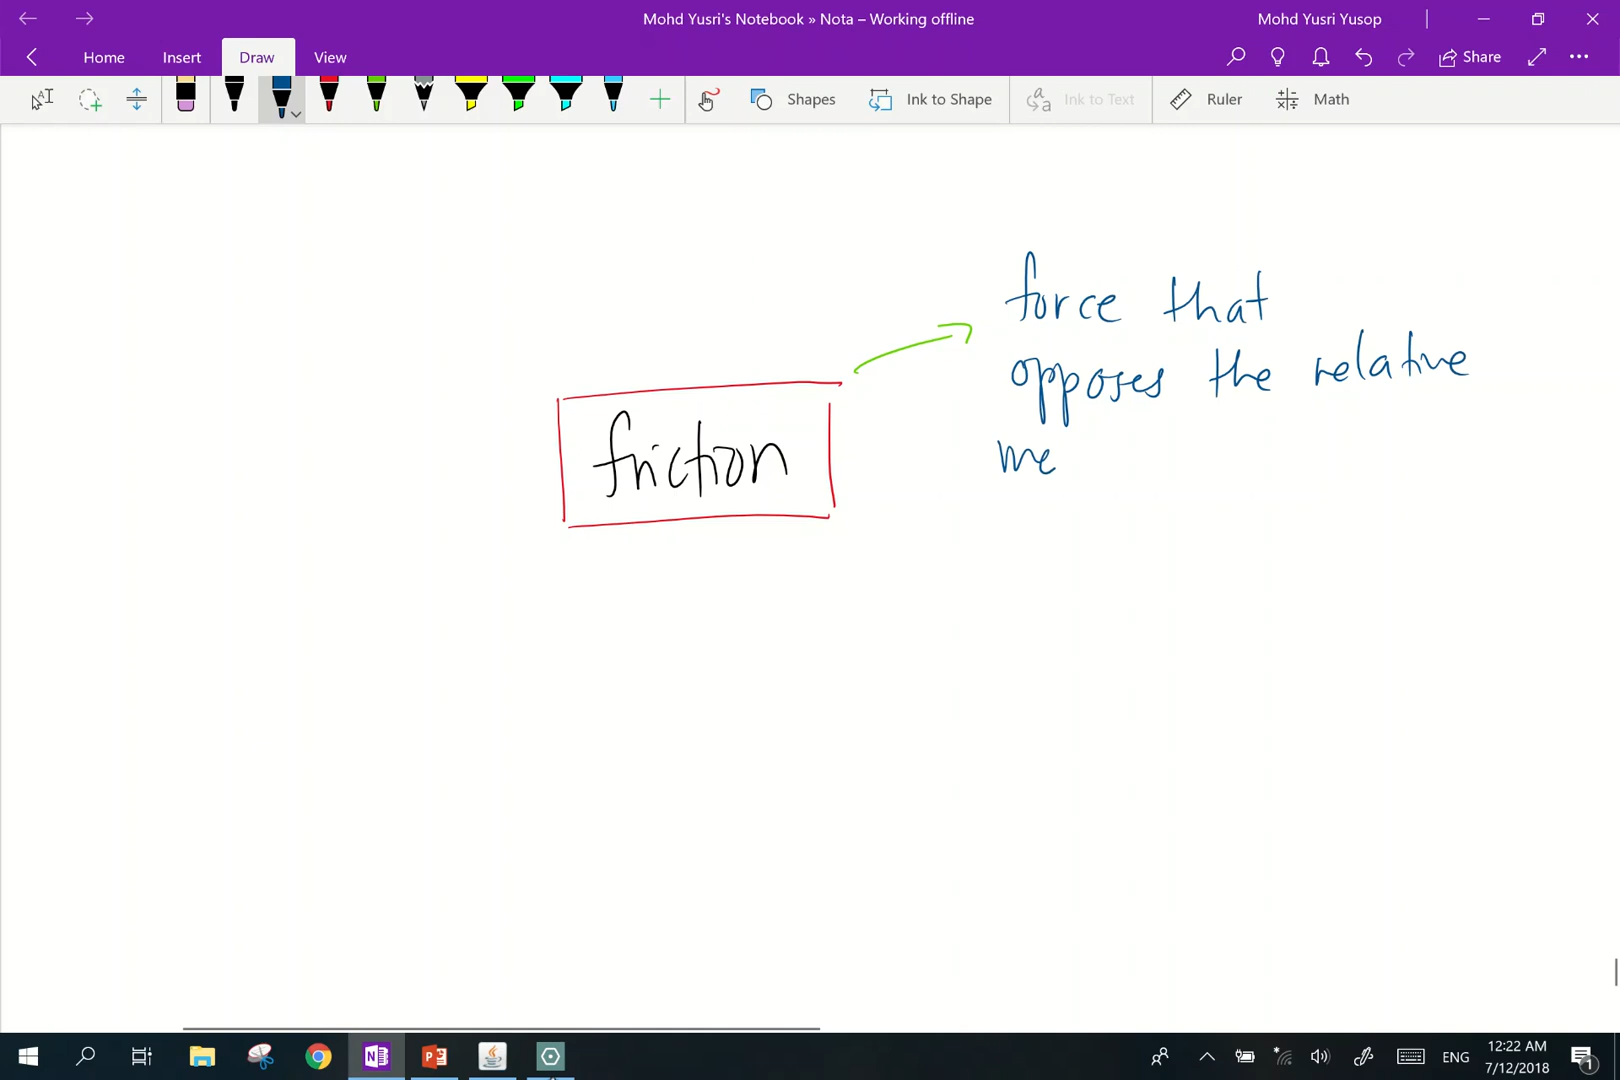 Mohd Yusri's Notebook » Nota – Working offline
Mohd Yusri Yusop
Home Insert Draw View
Share
Shapes Ink to Shape Ink to Text Ruler Math
force that
opposes the relative
me
friction
ENG
12:22 AM
7/12/2018
1